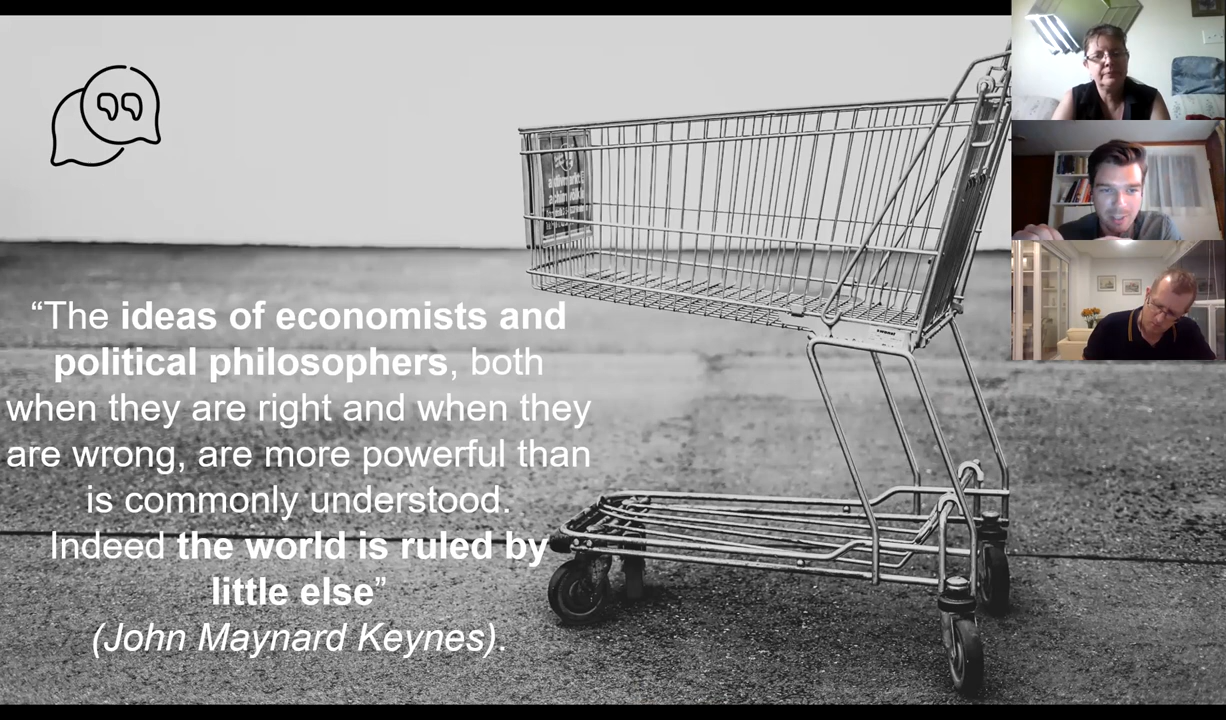 “The ideas of economists and
political philosophers, both
when they are right and when they
are wrong, are more powerful than
is commonly understood.
Indeed the world is ruled by
little else”
(John Maynard Keynes).